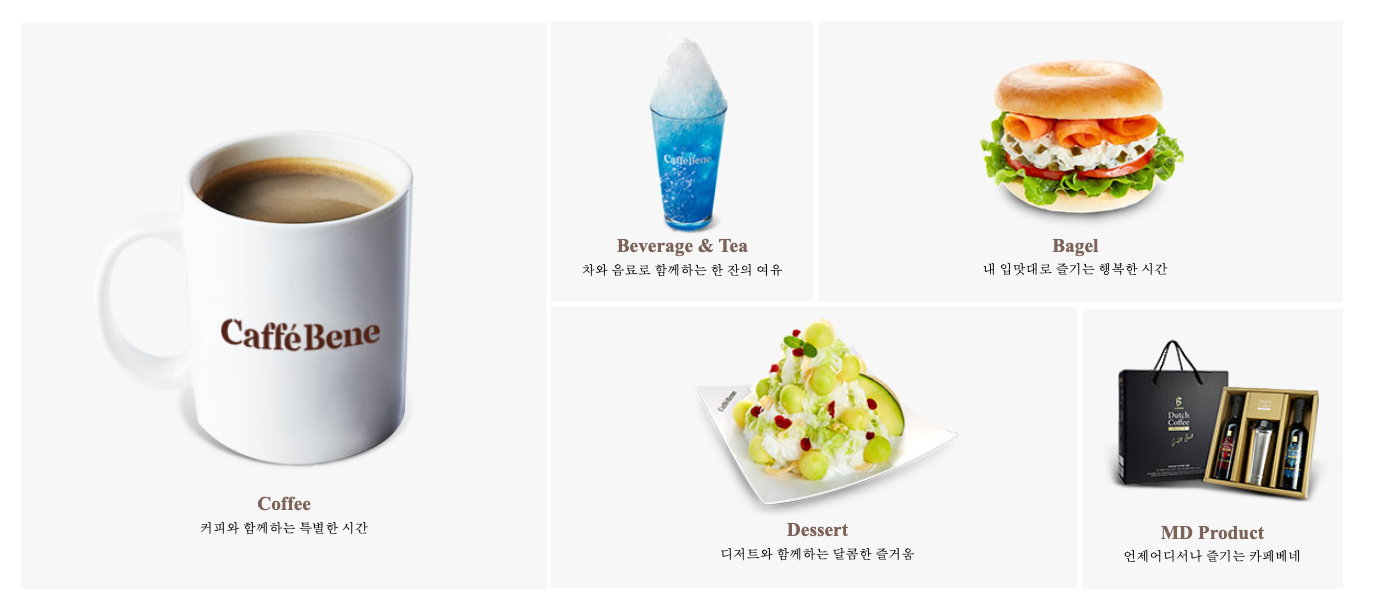 CafféBene
Coffee
커피와 함께하는 특별한 시간
CafféBene
Beverage & Tea
차와 음료로 함께하는 한 잔의 여유
Bagel
내 입맛대로 즐기는 행복한 시간
CafféBene
Dessert
디저트와 함께하는 달콤한 즐거움
B
Dutch
Coffee
Dutch
Coffee
MD Product
언제어디서나 즐기는 카페베네